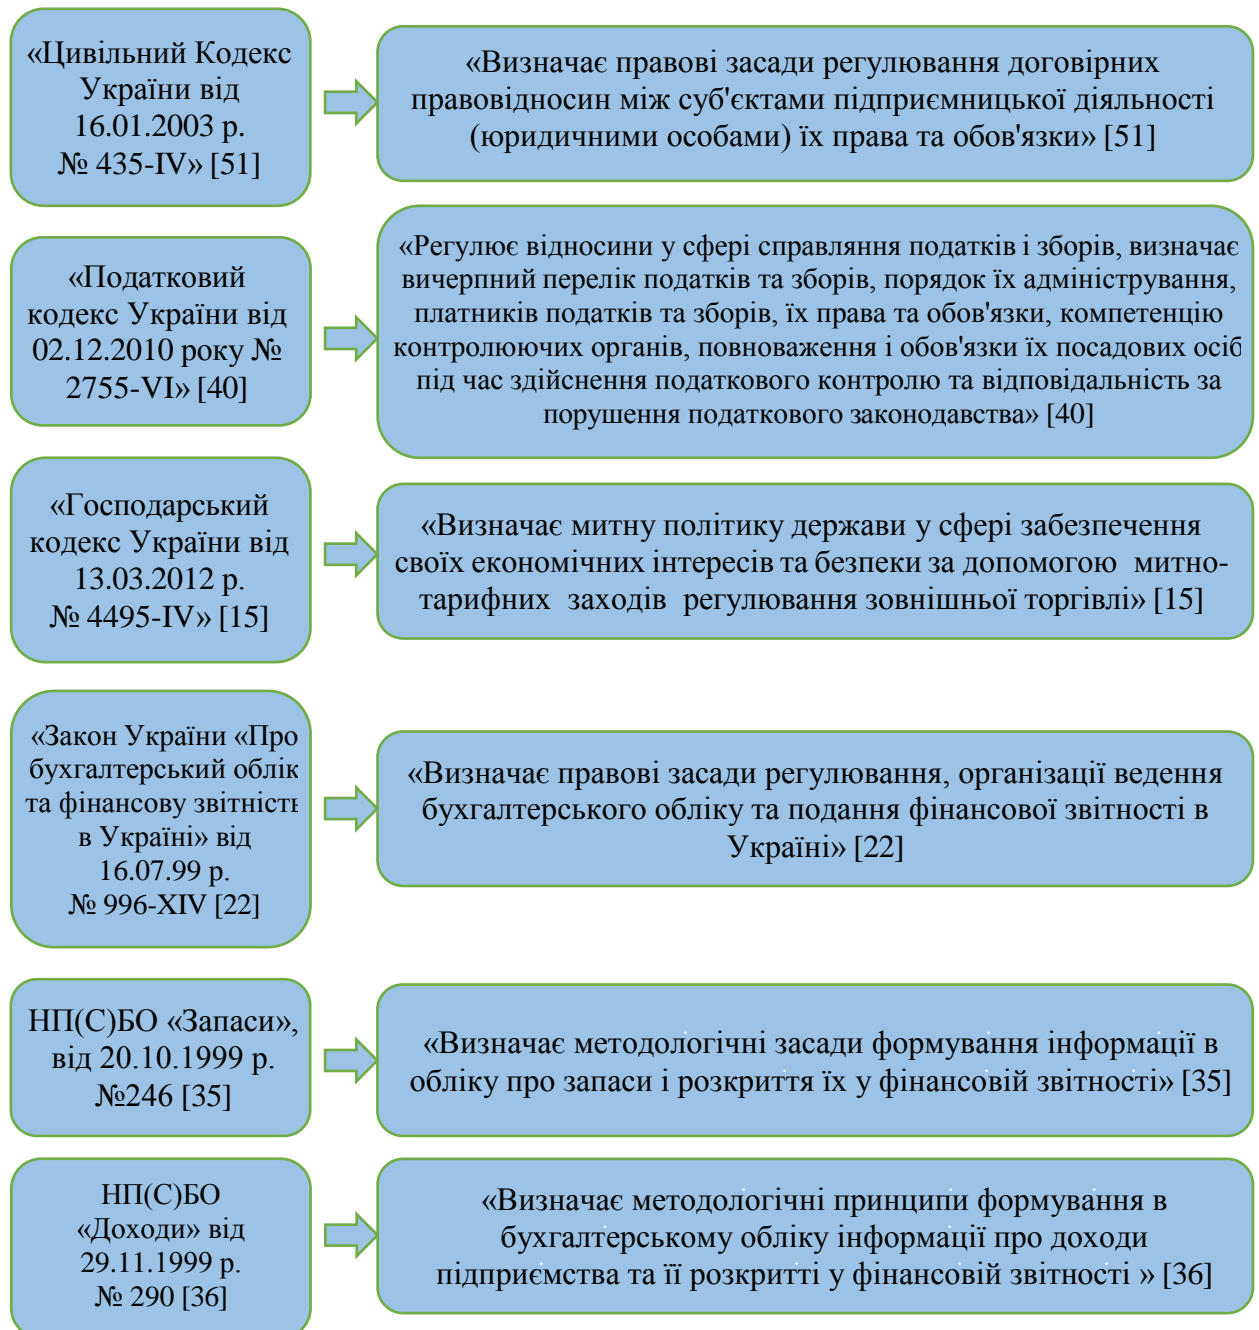 «Цивільний Кодекс
України від
16.01.2003 р.
№ 435-IV» [51]
«Визначає правові засади регулювання договірних
правовідносин між суб'єктами підприємницької діяльності
(юридичними особами) їх права та обов'язки» [51]
«Податковий
кодекс України від
02.12.2010 року №
2755-VI» [40]
«Регулює відносини у сфері справляння податків і зборів, визначає
вичерпний перелік податків та зборів, порядок їх адміністрування,
платників податків та зборів, їх права та обов'язки, компетенцію
контролюючих органів, повноваження і обов'язки їх посадових осіб
під час здійснення податкового контролю та відповідальність за
порушення податкового законодавства» [40]
«Господарський
кодекс України від
13.03.2012 р.
№ 4495-IV» [15]
«Визначає митну політику держави у сфері забезпечення
своїх економічних інтересів та безпеки за допомогою митно-
тарифних заходів регулювання зовнішньої торгівлі» [15]
«Закон України «Про
бухгалтерський облік
та фінансову звітність
в Україні» від
16.07.99 р.
№ 996-XIV [22]
«Визначає правові засади регулювання, організації ведення
бухгалтерського обліку та подання фінансової звітності в
Україні» [22]
НП(С)БО «Запаси»,
від 20.10.1999 р.
№246 [35]
«Визначає методологічні засади формування інформації в
обліку про запаси і розкриття їх у фінансовій звітності» [35]
НП(С)БО
«Доходи» від
29.11.1999 р.
№ 290 [36]
«Визначає методологічні принципи формування в
бухгалтерському обліку інформації про доходи
підприємства та її розкритті у фінансовій звітності » [36]